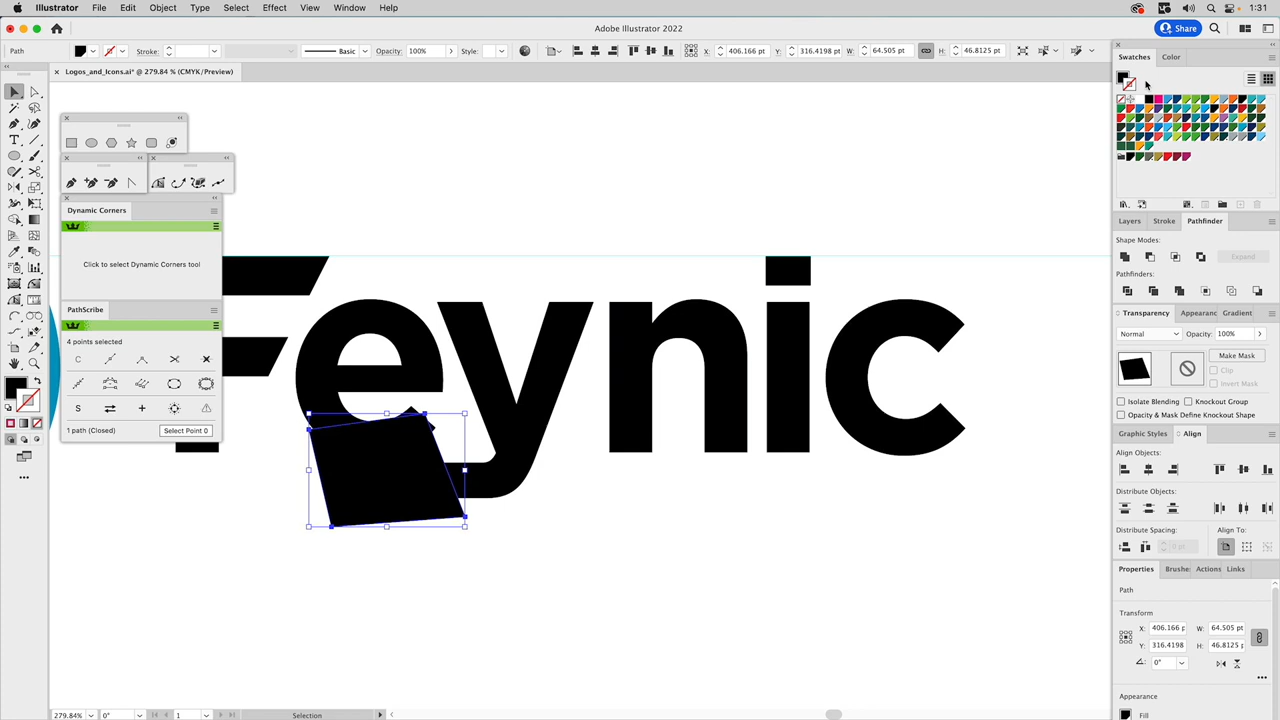 Illustrator File Edit Object Type Select Effect View Window Help 1:31
Adobe Illustrator 2022 Share
Path Stroke: Basic Opacity: 100% Style: X: 406.166 pt Y: 316.4198 W: 64.505 pt H: 46.8125 pt
× Logos_and_Icons.ai* @ 279.84 % (CMYK/Preview)
Swatches Color
Dynamic Corners
Click to select Dynamic Corners tool
PathScribe
4 points selected
1 path (Closed) Select Point 0
Feynic
Layers Stroke Pathfinder
Shape Modes:
Expand
Pathfinders:
Transparency Appearanc Gradient
Normal Opacity: 100%
Make Mask
Clip
Invert Mask
Isolate Blending Knockout Group
Opacity & Mask Define Knockout Shape
Graphic Styles Align
Align Objects:
Distribute Objects:
Distribute Spacing: Align To:
0 pt
Properties Brushe Actions Links
Path
Transform
X: 406.166 p W: 64.505 pt
Y: 316.4198 H: 46.8125 p
0°
Appearance
Fill
279.84% 0° 1 Selection